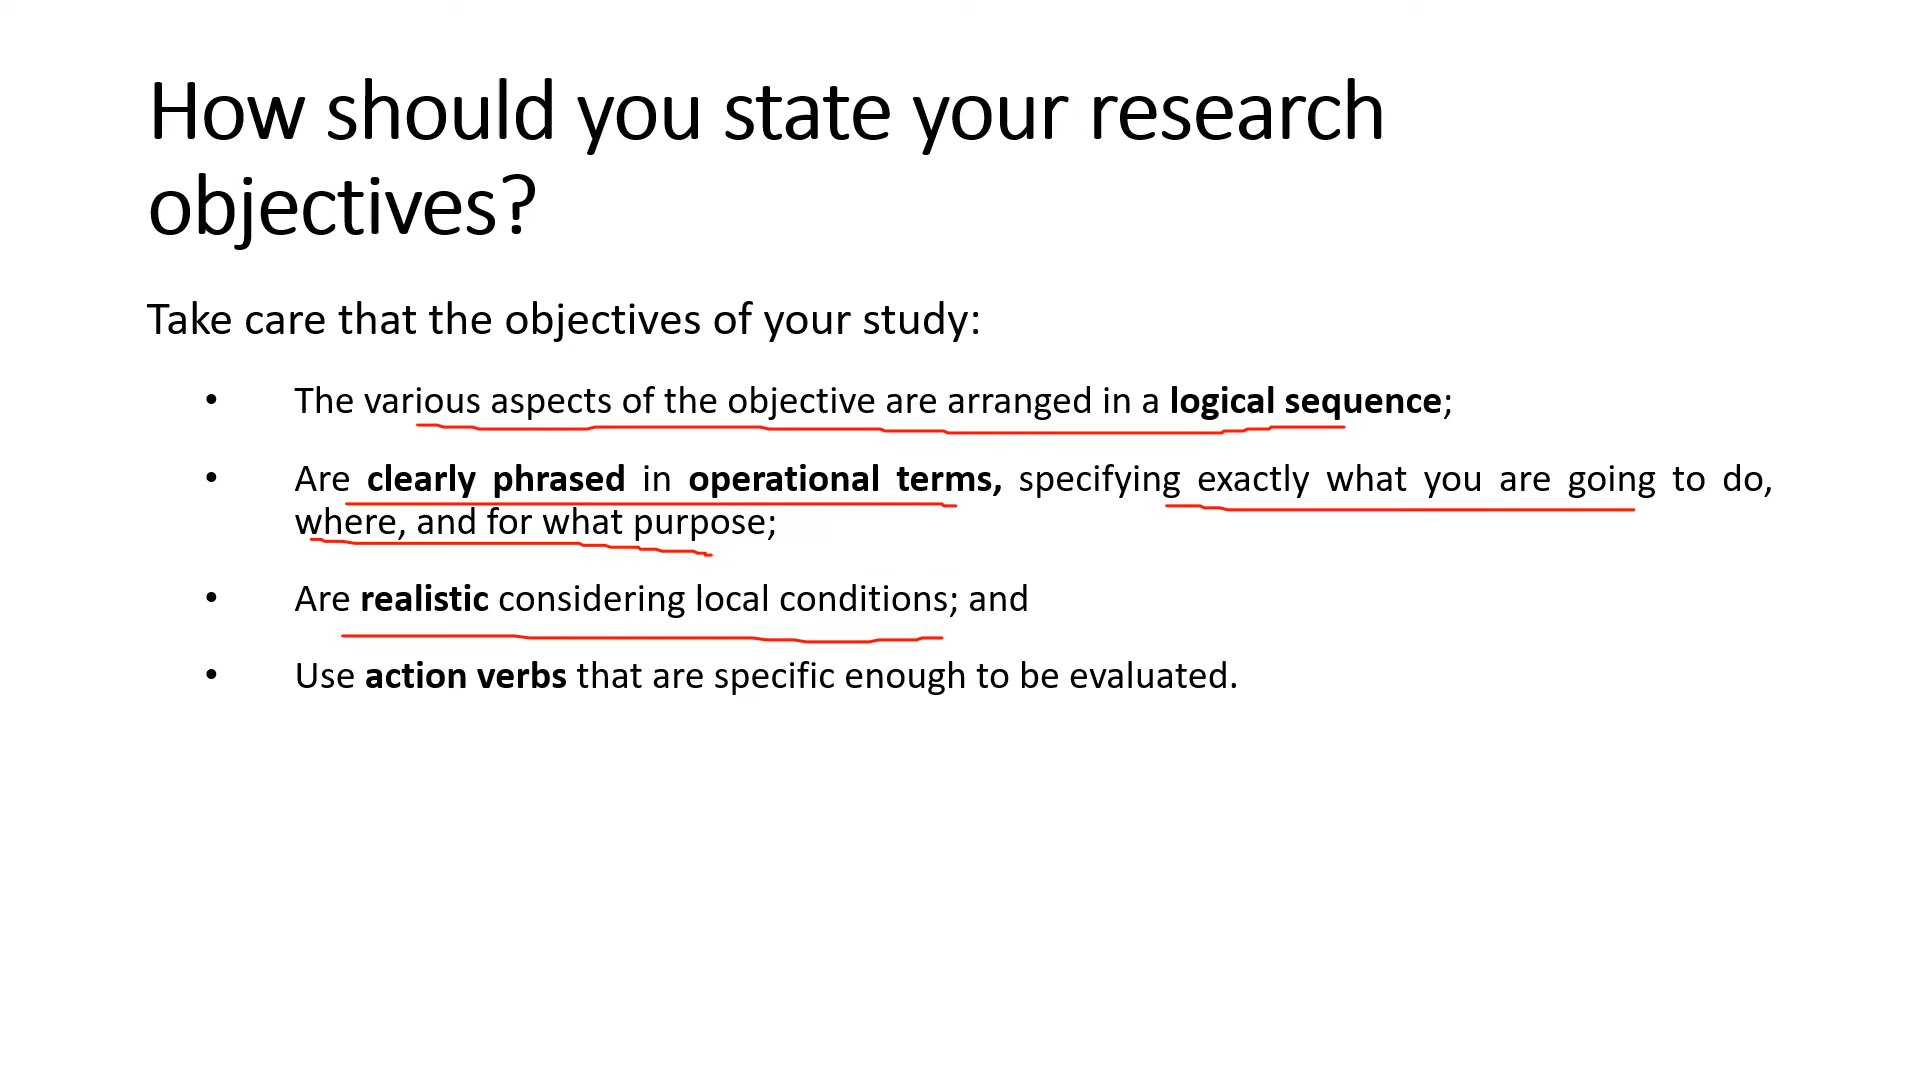 How should you state your research
objectives?
Take care that the objectives of your study:
• The various aspects of the objective are arranged in a logical sequence;
• Are clearly phrased in operational terms, specifying exactly what you are going to do,
where, and for what purpose;
• Are realistic considering local conditions; and
• Use action verbs that are specific enough to be evaluated.